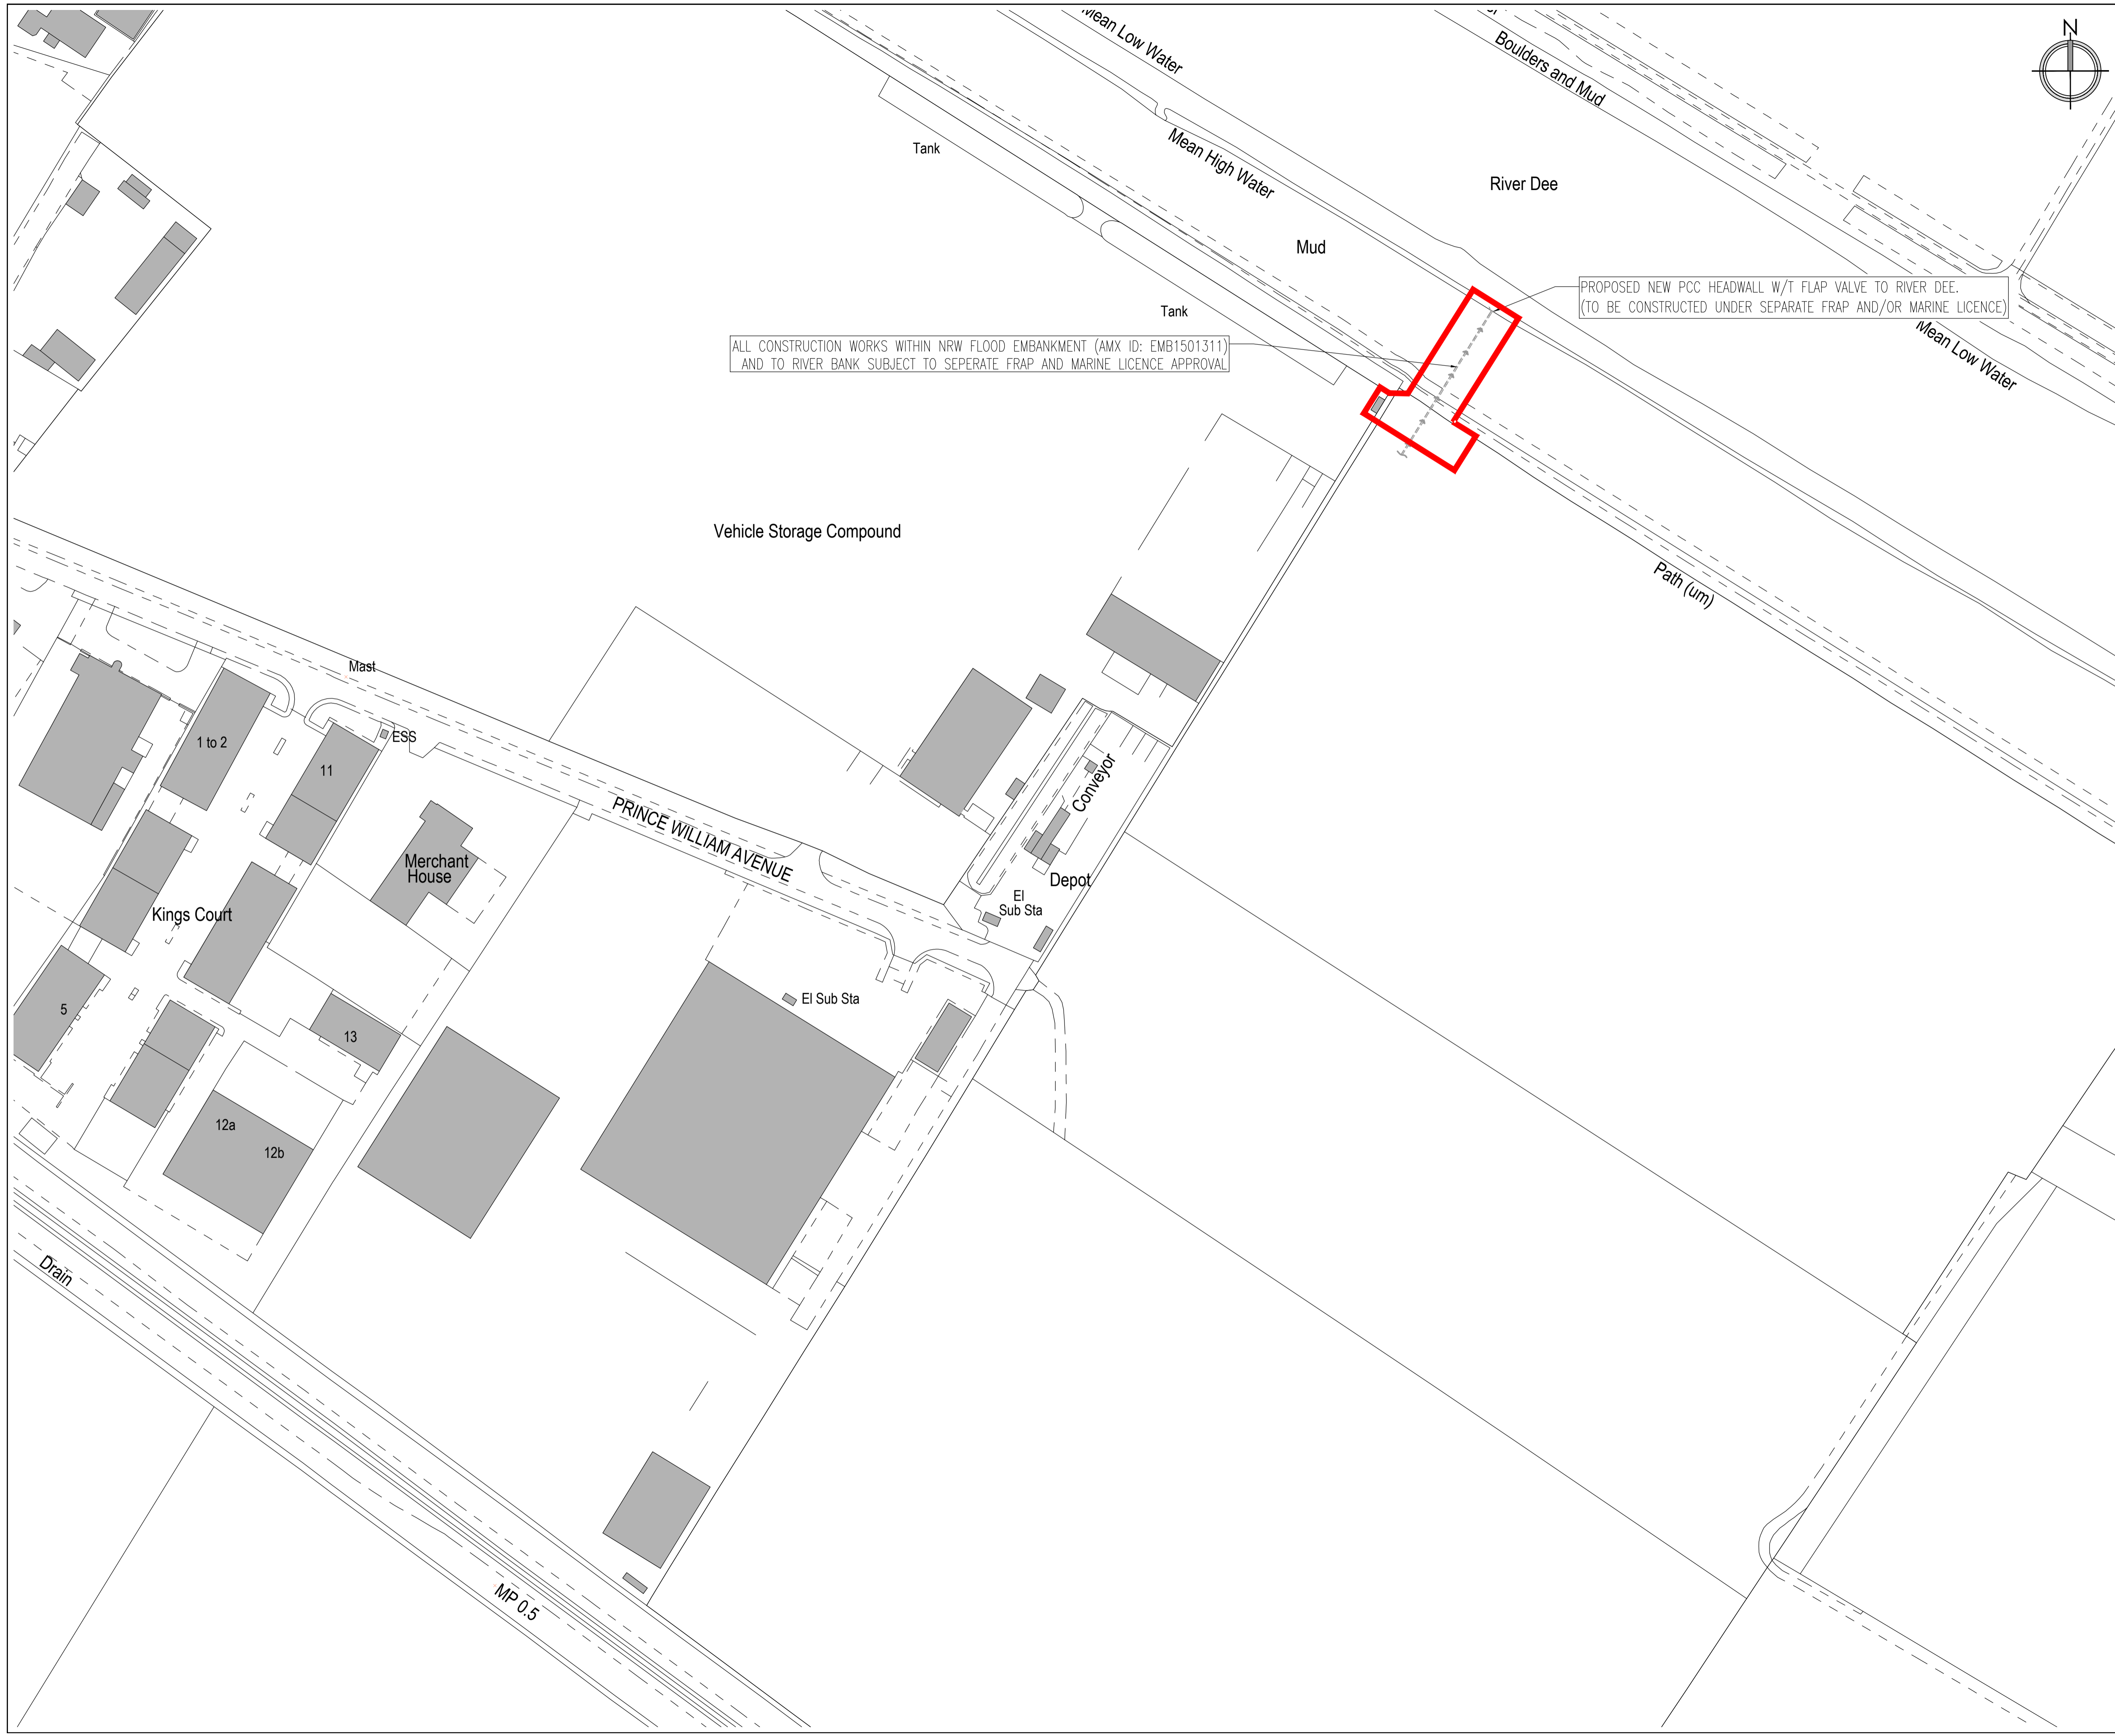 Mean Low Water
Boulders and Mud
N
Tank
Mean High Water
River Dee
Mud
PROPOSED NEW PCC HEADWALL W/T FLAP VALVE TO RIVER DEE.
(TO BE CONSTRUCTED UNDER SEPARATE FRAP AND/OR MARINE LICENCE)
Tank
Mean Low Water
ALL CONSTRUCTION WORKS WITHIN NRW FLOOD EMBANKMENT (AMX ID: EMB1501311)
AND TO RIVER BANK SUBJECT TO SEPERATE FRAP AND MARINE LICENCE APPROVAL
Vehicle Storage Compound
Path (um)
Mast
ESS
1 to 2
11
Conveyor
PRINCE WILLIAM AVENUE
Merchant
House
Depot
El
Sub Sta
Kings Court
El Sub Sta
5
13
12a
12b
Drain
MP 0.5